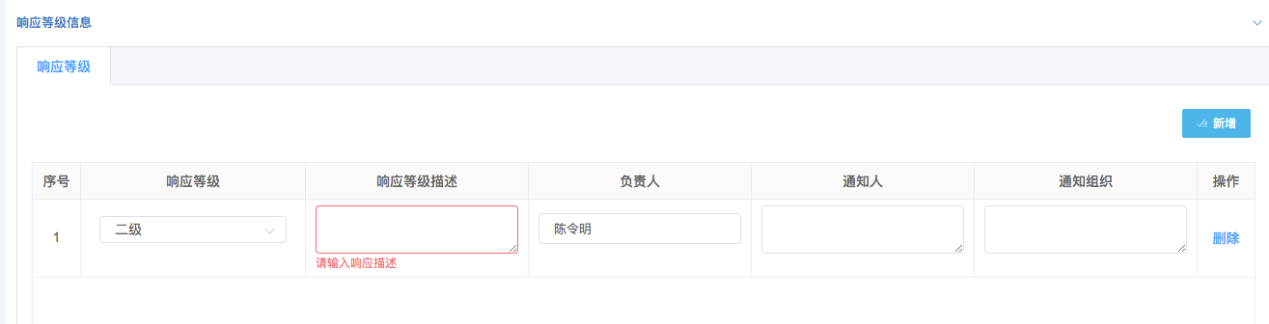 响应等级信息
响应等级
新增
序号 响应等级 响应等级描述 负责人 通知人 通知组织 操作
1 二级 陈令明 删除
请输入响应描述